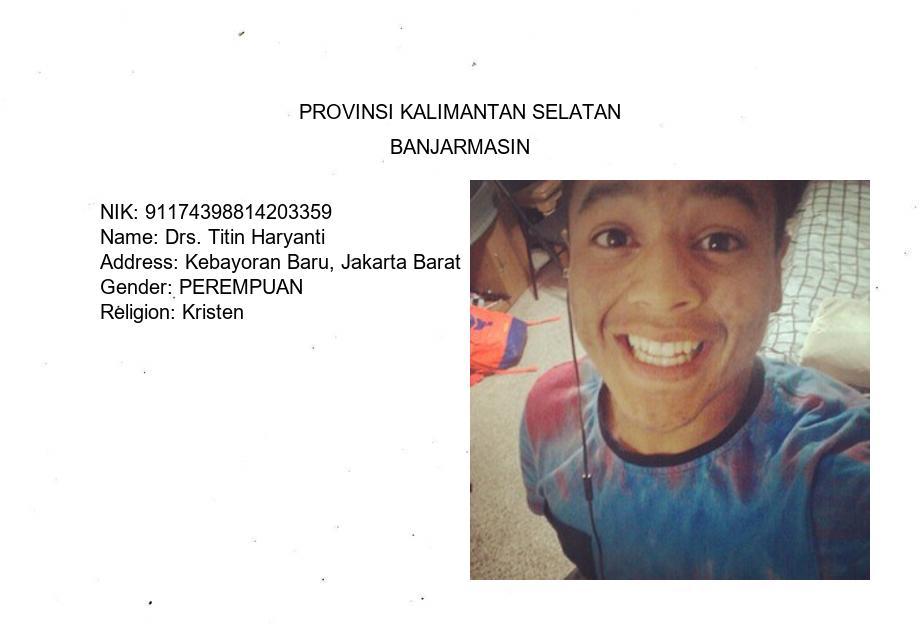 PROVINSI KALIMANTAN SELATAN
BANJARMASIN
NIK: 91174398814203359
Name: Drs. Titin Haryanti
Address: Kebayoran Baru, Jakarta Barat
Gender: PEREMPUAN
Religion: Kristen